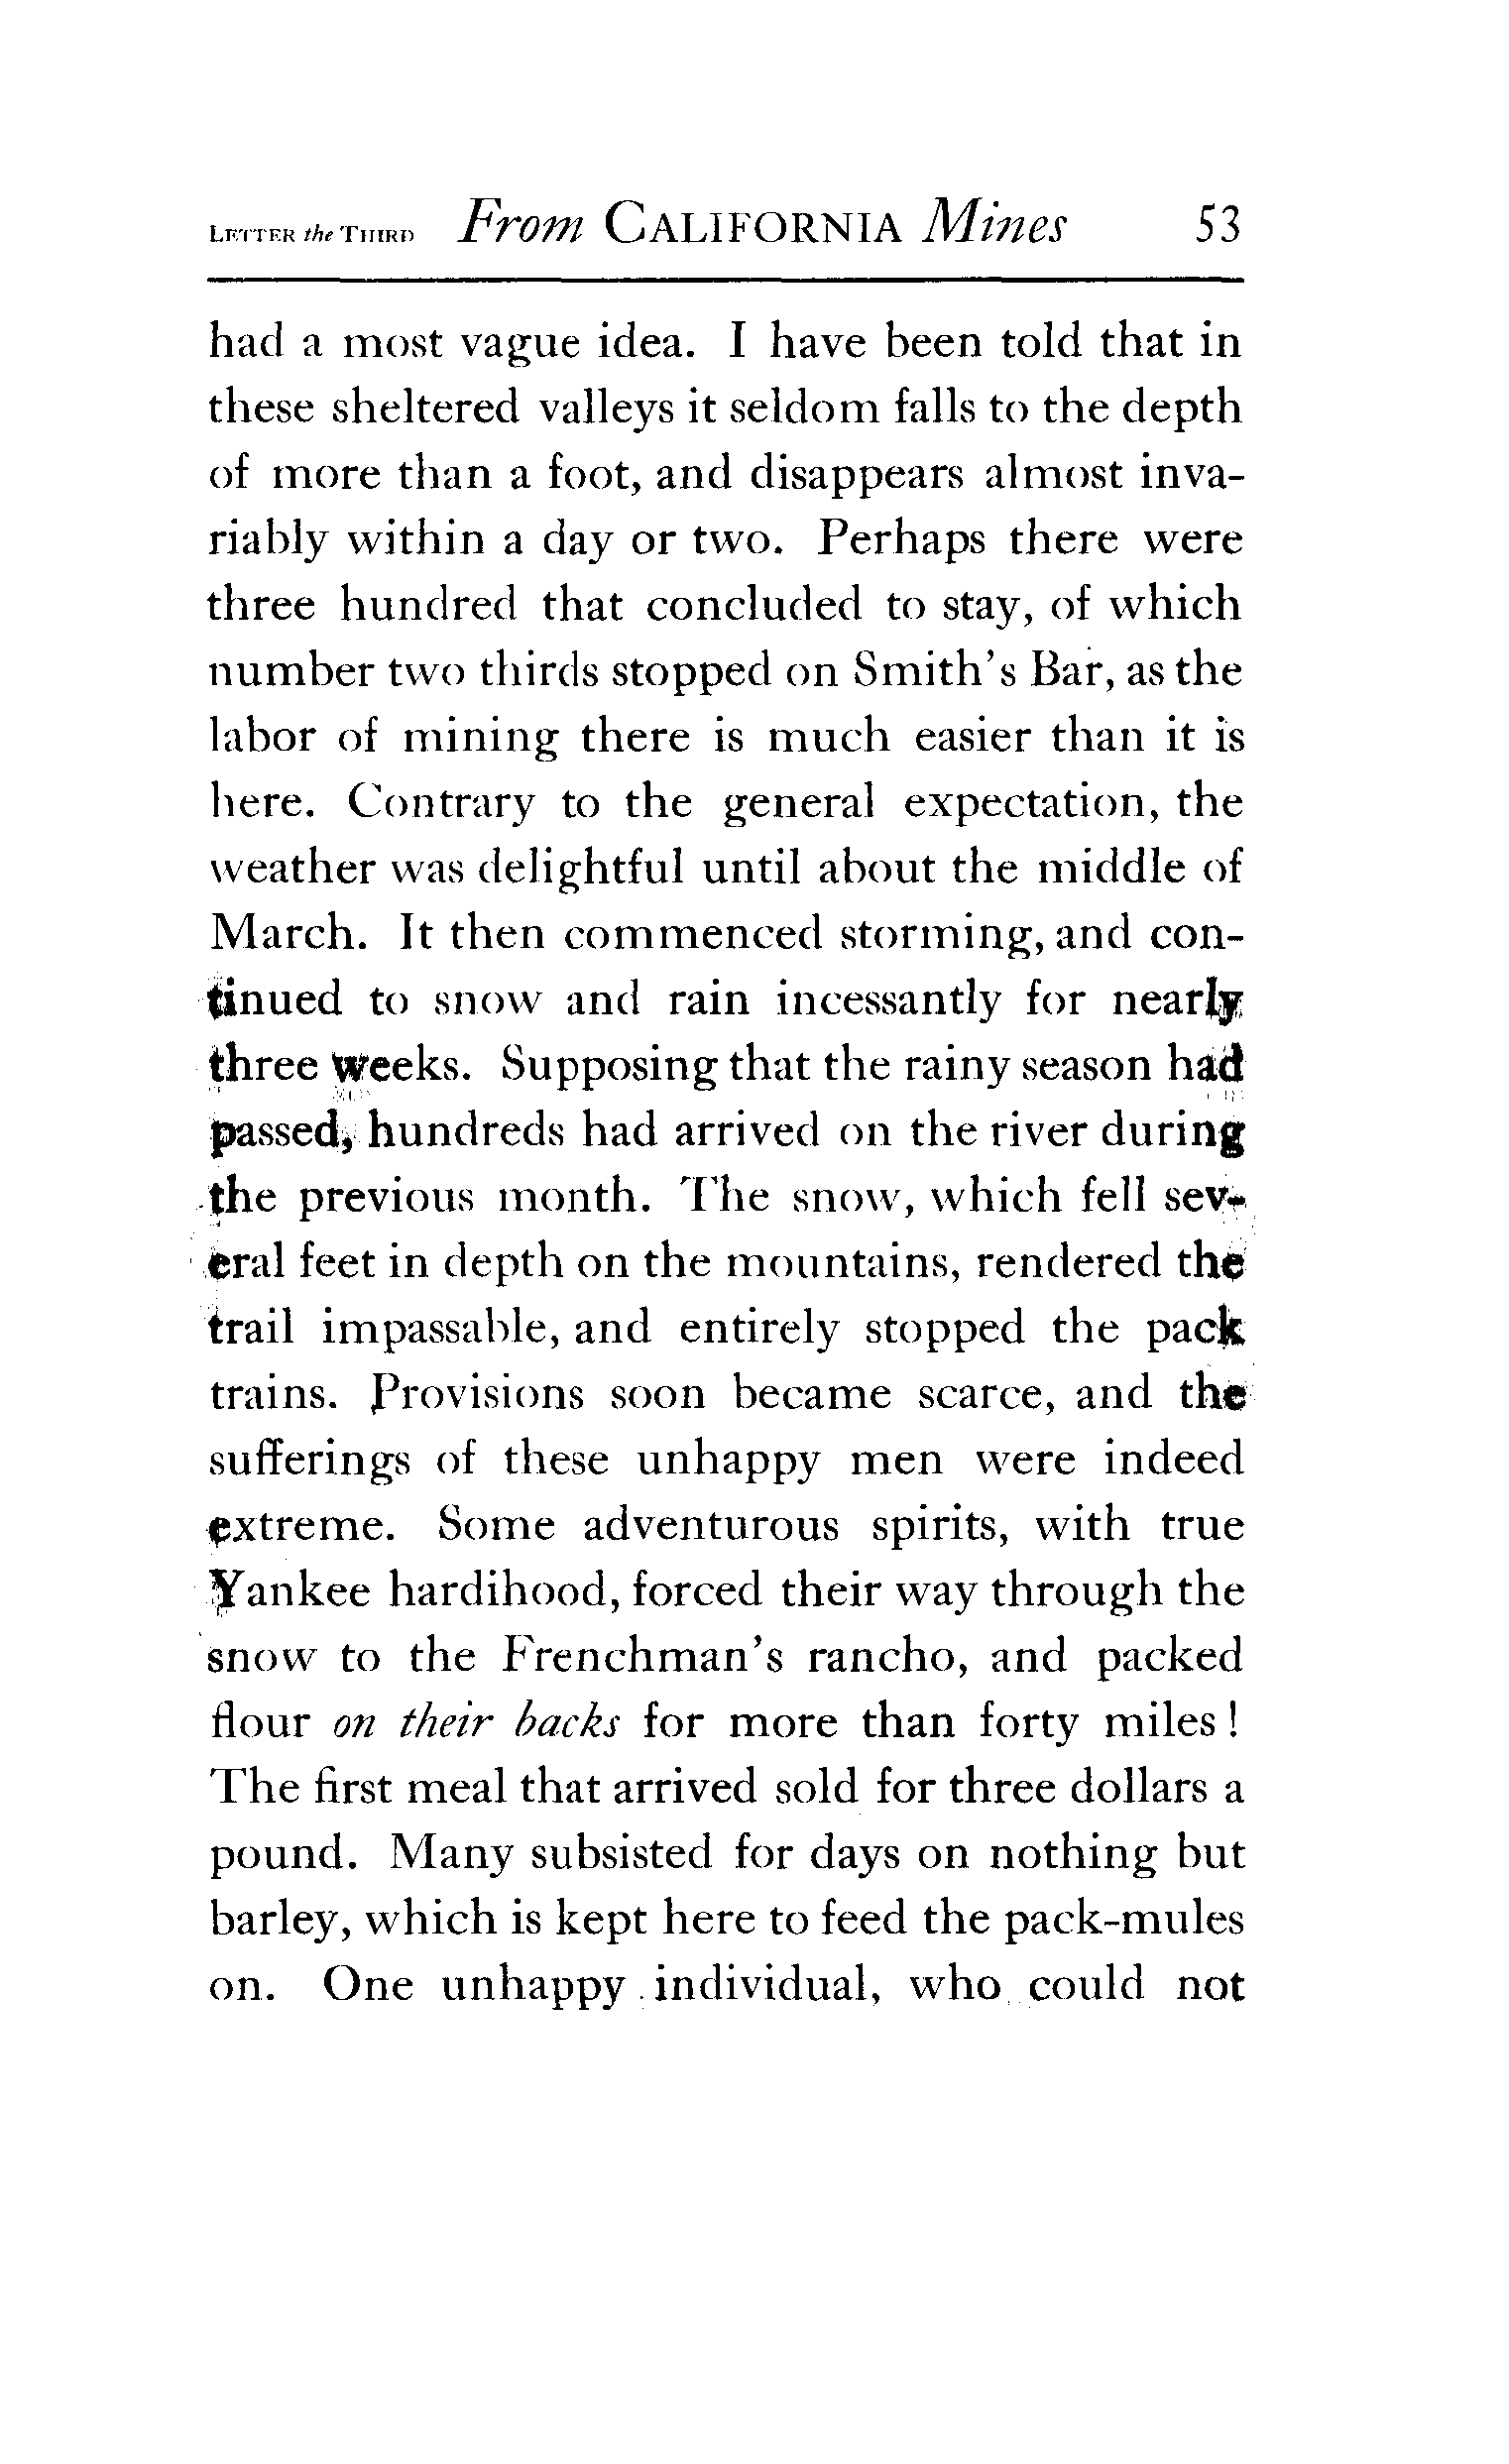 LETTER the THIRD From CALIFORNIA Mines 53
had a most vague idea. I have been told that in
these sheltered valleys it seldom falls to the depth
of more than a foot, and disappears almost inva-
riably within a day or two. Perhaps there were
three hundred that concluded to stay, of which
number two thirds stopped on Smith's Bar, as the
labor of mining there is much easier than it is
here. Contrary to the general expectation, the
weather was delightful until about the middle of
March. It then commenced storming, and con-
tinued to snow and rain incessantly for nearly
three weeks. Supposing that the rainy season had
passed, hundreds had arrived on the river during
the previous month. The snow, which fell sev-
eral feet in depth on the mountains, rendered the
trail impassable, and entirely stopped the pack
trains. Provisions soon became scarce, and the
sufferings of these unhappy men were indeed
extreme. Some adventurous spirits, with true
Yankee hardihood, forced their way through the
snow to the Frenchman's rancho, and packed
flour on their backs for more than forty miles!
The first meal that arrived sold for three dollars a
pound. Many subsisted for days on nothing but
barley, which is kept here to feed the pack-mules
on. One unhappy individual, who could not